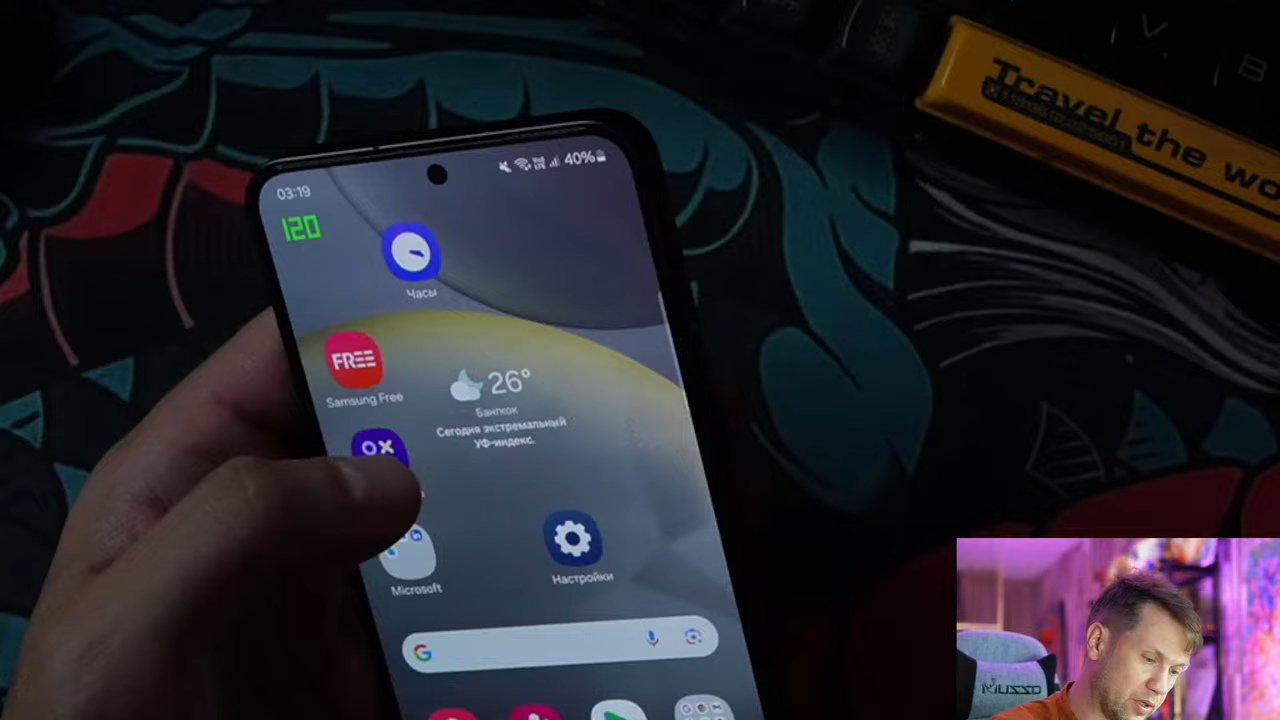 V
B
Travel the wo
03:19
40%
120
Часы
FREE
Samsung Free
26°
Бангкок
Сегодня экстремальный
УФ-индекс.
Microsoft
Настройки
MUSSO